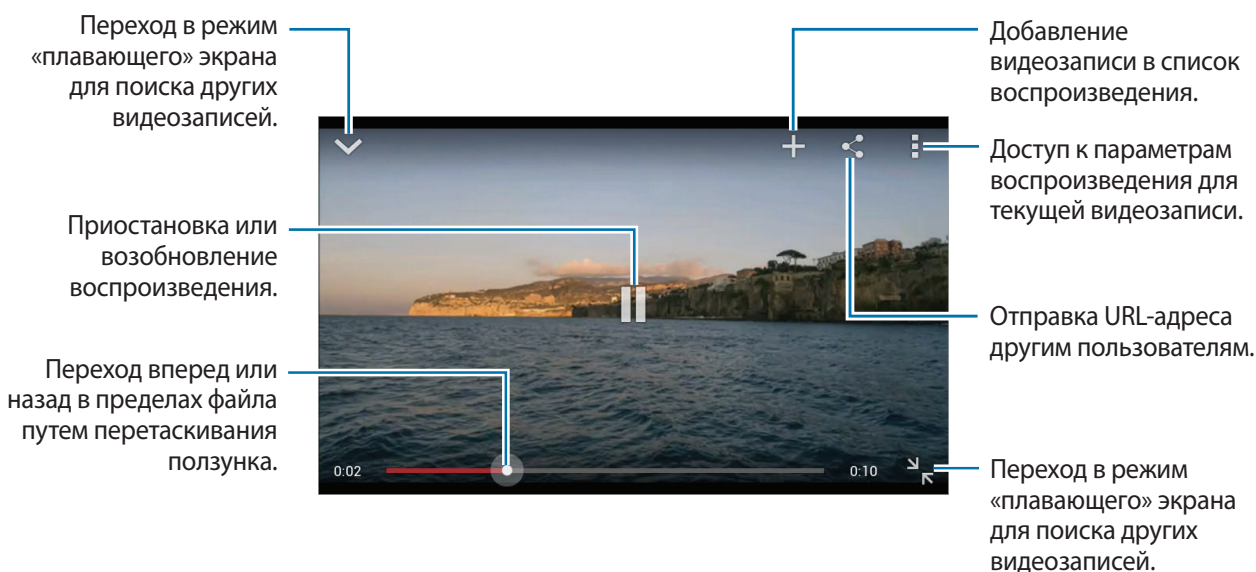 Переход в режим
«плавающего» экрана
для поиска других
видеозаписей.
Приостановка или
возобновление
воспроизведения.
Переход вперед или
назад в пределах файла
путем перетаскивания
ползунка.
0:02
0:10
Добавление
видеозаписи в список
воспроизведения.
Доступ к параметрам
воспроизведения для
текущей видеозаписи.
Отправка URL-адреса
другим пользователям.
Переход в режим
«плавающего» экрана
для поиска других
видеозаписей.